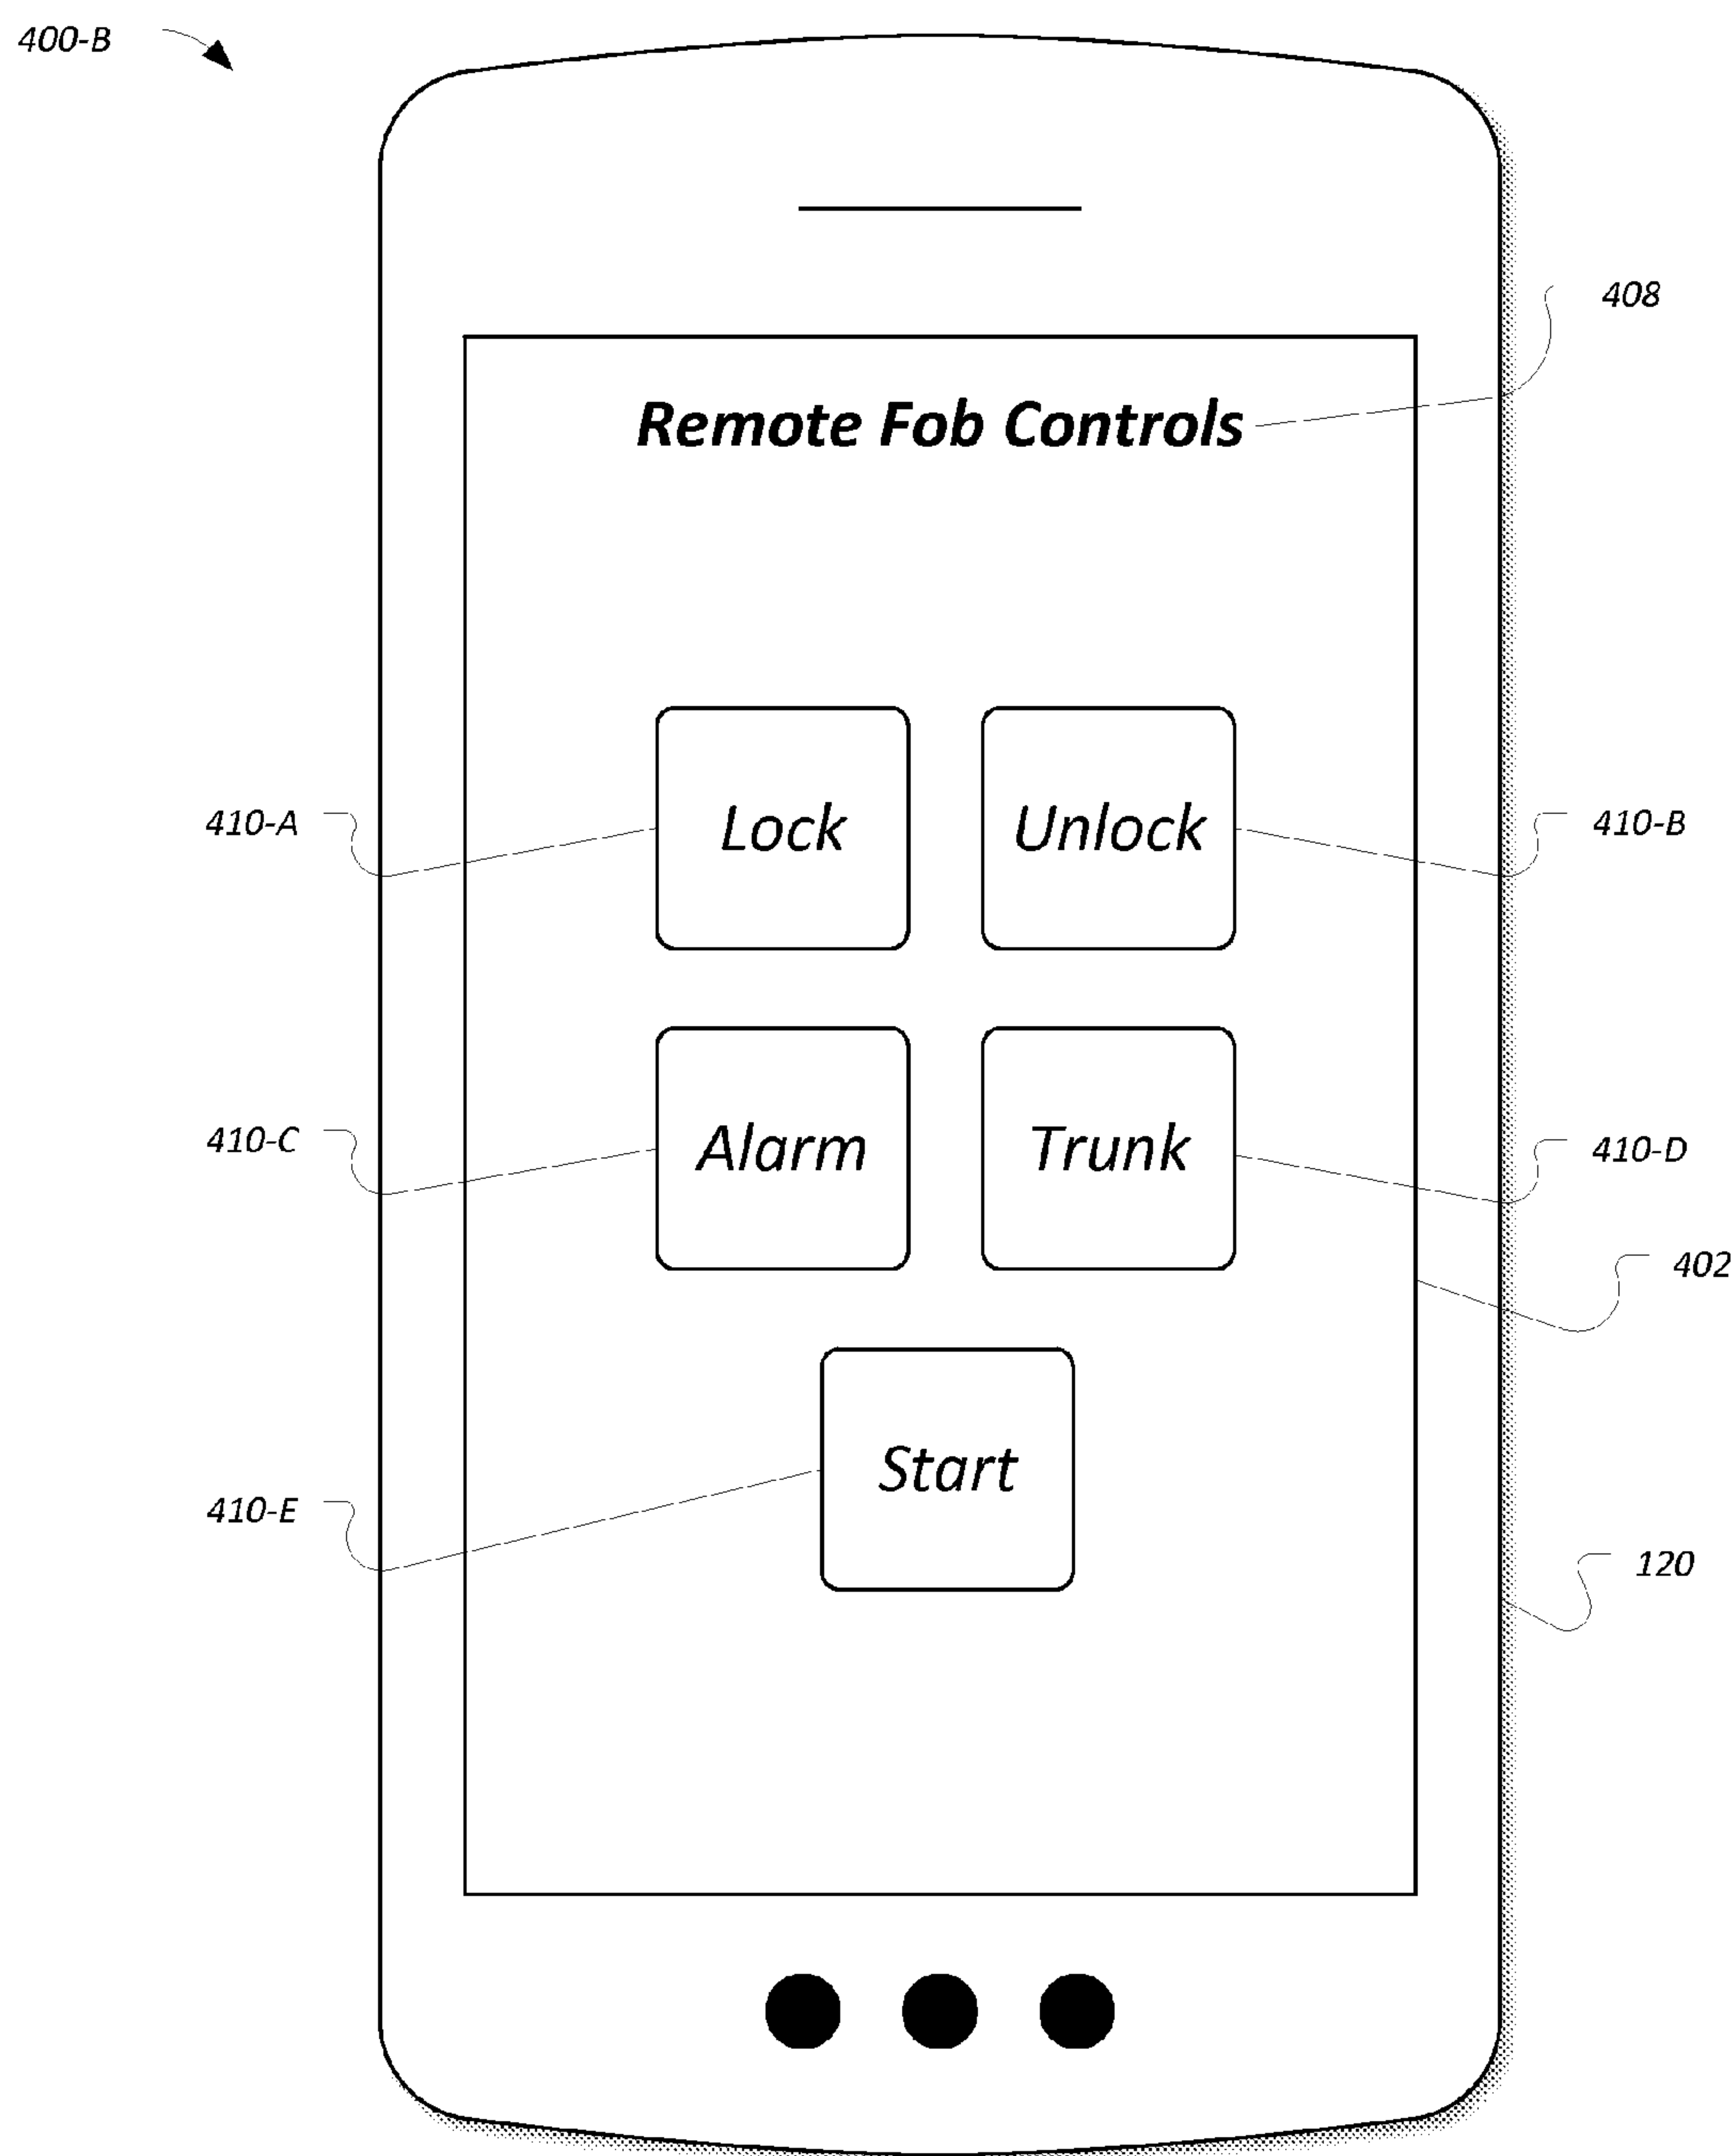 400-B
408
Remote Fob Controls
410-A
Lock
Unlock
410-B
410-C
Alarm
Trunk
410-D
402
Start
410-E
120